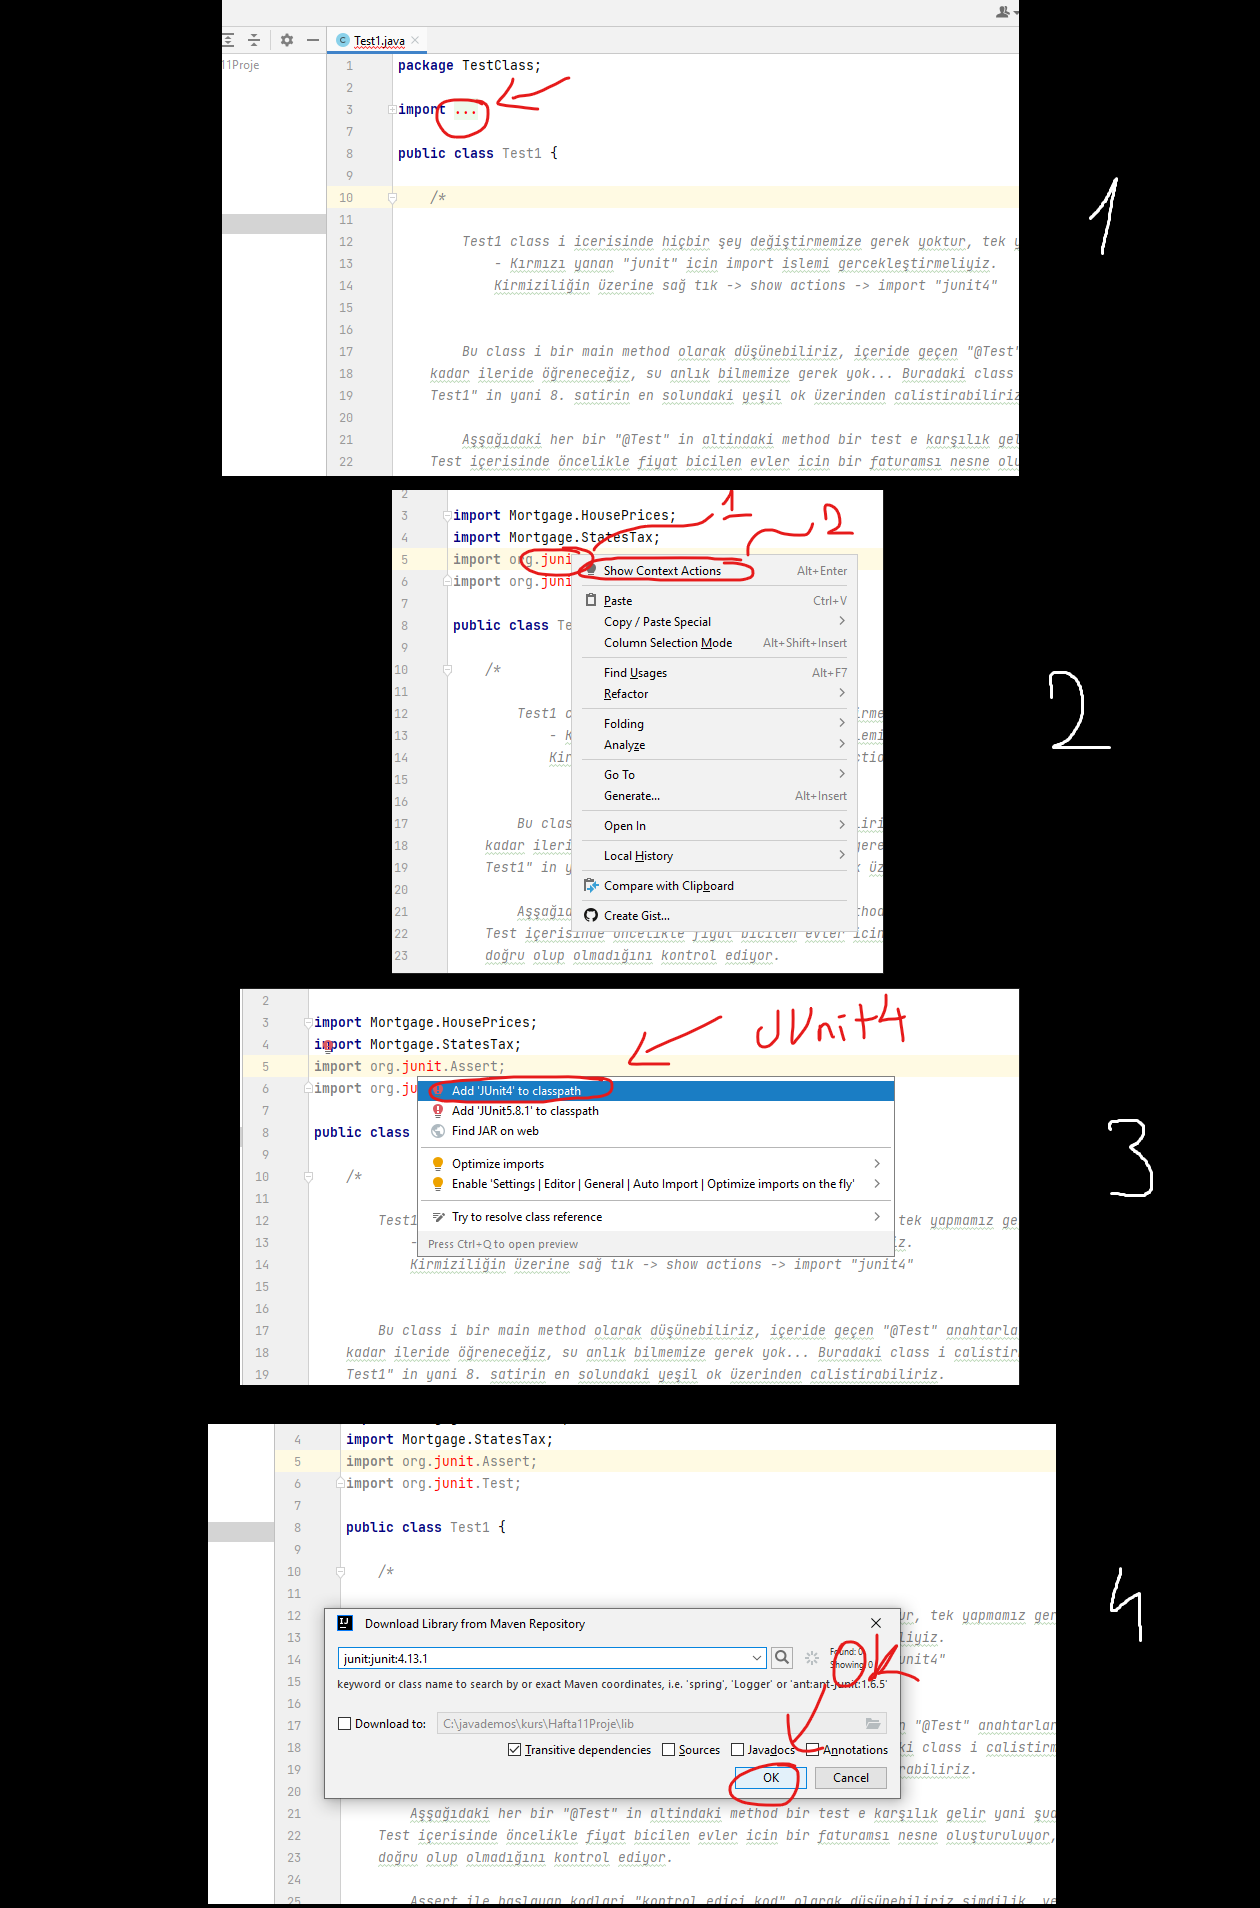 Test1.java
11Proje
1 package TestClass;
2
3 import ...
7
8 public class Test1 {
9
10 /*
11
12 Test1 class i icerisinde hiçbir şey değiştirmemize gerek yoktur, tek y
13 - Kırmızı yanan "junit" icin import islemi gercekleştirmeliyiz.
14 Kirmiziliğin üzerine sağ tık -> show actions -> import "junit4"
15
16
17 Bu class i bir main method olarak düşünebiliriz, içeride geçen "@Test"
18 kadar ileride öğreneceğiz, su anlık bilmemize gerek yok... Buradaki class
19 Test1" in yani 8. satirin en solundaki yeşil ok üzerinden calistirabiliriz
20
21 Aşşağıdaki her bir "@Test" in altindaki method bir test e karşılık gel
22 Test içerisinde öncelikle fiyat bicilen evler icin bir faturamsı nesne olu
1
2
3 import Mortgage.HousePrices;
1
4 import Mortgage.StatesTax;
2
5 import org.juni
6 import org.juni
7
8 public class Te
9
10 /*
11
12 Test1 c
13 - K
14 Kir
15
16
17 Bu clas
18 kadar ileri
19 Test1" in y
20
21 Aşşağıd
22 Test içerisinde öncelikle fiyat bicilen evler icin
23 doğru olup olmadığını kontrol ediyor.
Show Context Actions Alt+Enter
Paste Ctrl+V
Copy / Paste Special
Column Selection Mode Alt+Shift+Insert
Find Usages Alt+F7
Refactor
Folding
Analyze
Go To
Generate... Alt+Insert
Open In
Local History
Compare with Clipboard
Create Gist...
2
2
3 import Mortgage.HousePrices;
JUnit4
4 import Mortgage.StatesTax;
5 import org.junit.Assert;
6 import org.ju
7
8 public class
9
10 /*
11
12 Test1 tek yapmamız ge
13 - iz.
14 Kirmiziliğin üzerine sağ tık -> show actions -> import "junit4"
15
16
17 Bu class i bir main method olarak düşünebiliriz, içeride geçen "@Test" anahtarla
18 kadar ileride öğreneceğiz, su anlık bilmemize gerek yok... Buradaki class i calistir
19 Test1" in yani 8. satirin en solundaki yeşil ok üzerinden calistirabiliriz.
Add 'JUnit4' to classpath
Add 'JUnit5.8.1' to classpath
Find JAR on web
Optimize imports
Enable 'Settings | Editor | General | Auto Import | Optimize imports on the fly'
Try to resolve class reference
Press Ctrl+Q to open preview
3
4 import Mortgage.StatesTax;
5 import org.junit.Assert;
6 import org.junit.Test;
7
8 public class Test1 {
9
10 /*
11
12 ur, tek yapmamız ger
13 liyiz.
14 unit4"
15
16
17 n "@Test" anahtarlar
18 ki class i calistirm
19 rabiliriz.
20
21 Aşşağıdaki her bir "@Test" in altindaki method bir test e karşılık gelir yani şud
22 Test içerisinde öncelikle fiyat bicilen evler icin bir faturamsı nesne oluşturuluyor,
23 doğru olup olmadığını kontrol ediyor.
24
25 Assert ile baslayan kodlari "kontrol edici kod" olarak düşünebiliriz simdilik, ve
Download Library from Maven Repository
junit:junit:4.13.1
Found: 0
Showing: 0
keyword or class name to search by or exact Maven coordinates, i.e. 'spring', 'Logger' or 'ant:ant-junit:1.6.5'
Download to: C:\javademos\kurs\Hafta11Proje\lib
Transitive dependencies Sources Javadocs Annotations
OK Cancel
Ok
4